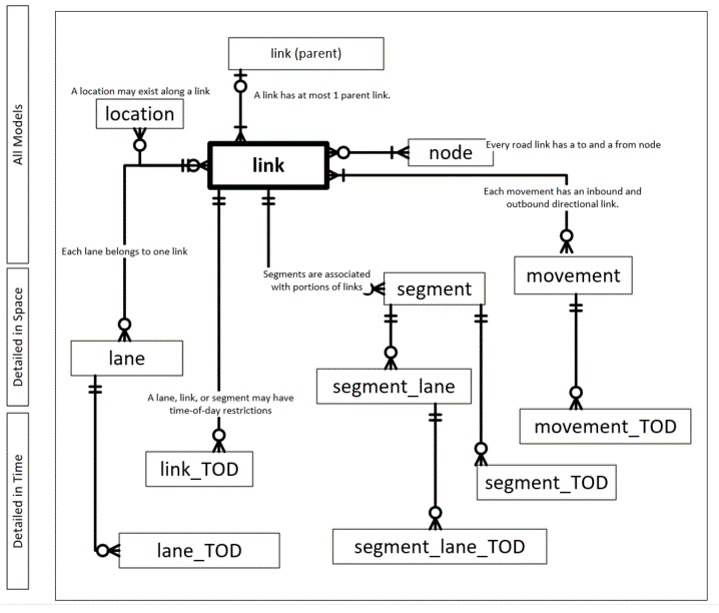 link (parent)
A location may exist along a link
A link has at most 1 parent link.
location
All Models
link
node
Every road link has a to and a from node
Each movement has an inbound and
outbound directional link.
Each lane belongs to one link
Segments are associated
with portions of links
movement
segment
Detailed in Space
lane
segment_lane
A lane, link, or segment may have
time-of-day restrictions
movement_TOD
link_TOD
segment_TOD
Detailed in Time
lane_TOD
segment_lane_TOD